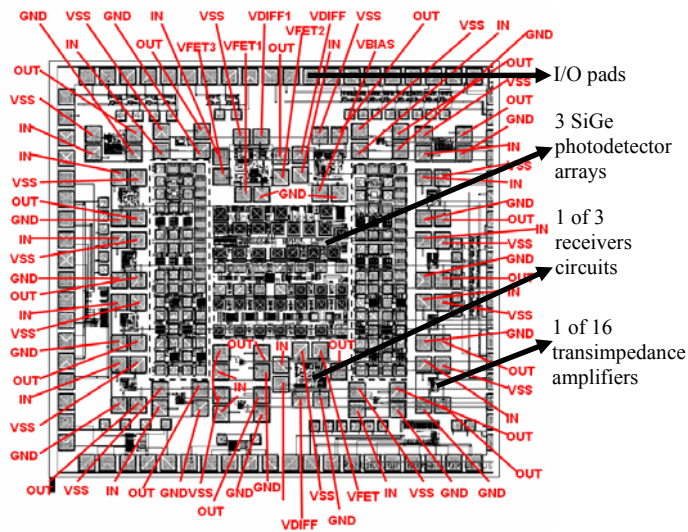 GND VSS IN VDIFF1 VDIFF VSS OUT
IN OUT VFET3 VFET1 OUT VFET2 IN VBIAS VSS IN GND
OUT OUT
VSS VSS
IN OUT
GND
IN IN
VSS VSS
IN
OUT GND
GND OUT
IN IN
VSS VSS
GND GND
OUT OUT
IN IN
VSS VSS
GND GND
OUT OUT
IN VSS
VSS IN
GND OUT
GND
OUT OUT
IN IN
OUT VSS IN OUT GND VSS GND GND VSS VFET IN VSS GND GND OUT
OUT
VDIFF GND
I/O pads
3 SiGe
photodetector
arrays
1 of 3
receivers
circuits
1 of 16
transimpedance
amplifiers